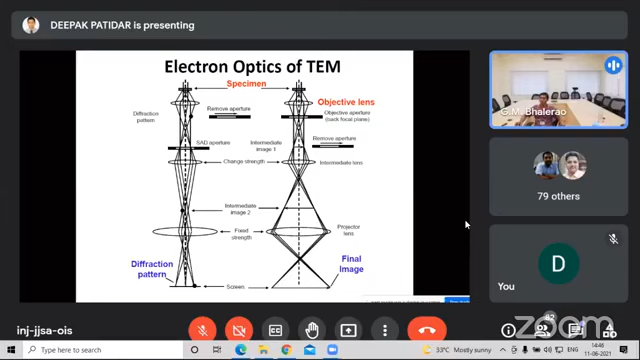 DEEPAK PATIDAR is presenting
Electron Optics of TEM
Specimen
Objective lens
Diffraction
pattern
Remove aperture
Objective aperture
(back focal plane)
SAD aperture
Intermediate
image 1
Remove aperture
Change strength
Intermediate lens
Intermediate
image 2
Fixed
strength
Projector
lens
Diffraction
pattern
Final
Image
Screen
G.M. Bhalerao
79 others
D
You
inj-jjsa-ois
82
zoom
Type here to search
33°C Mostly sunny
ENG
14:46
11-06-2021